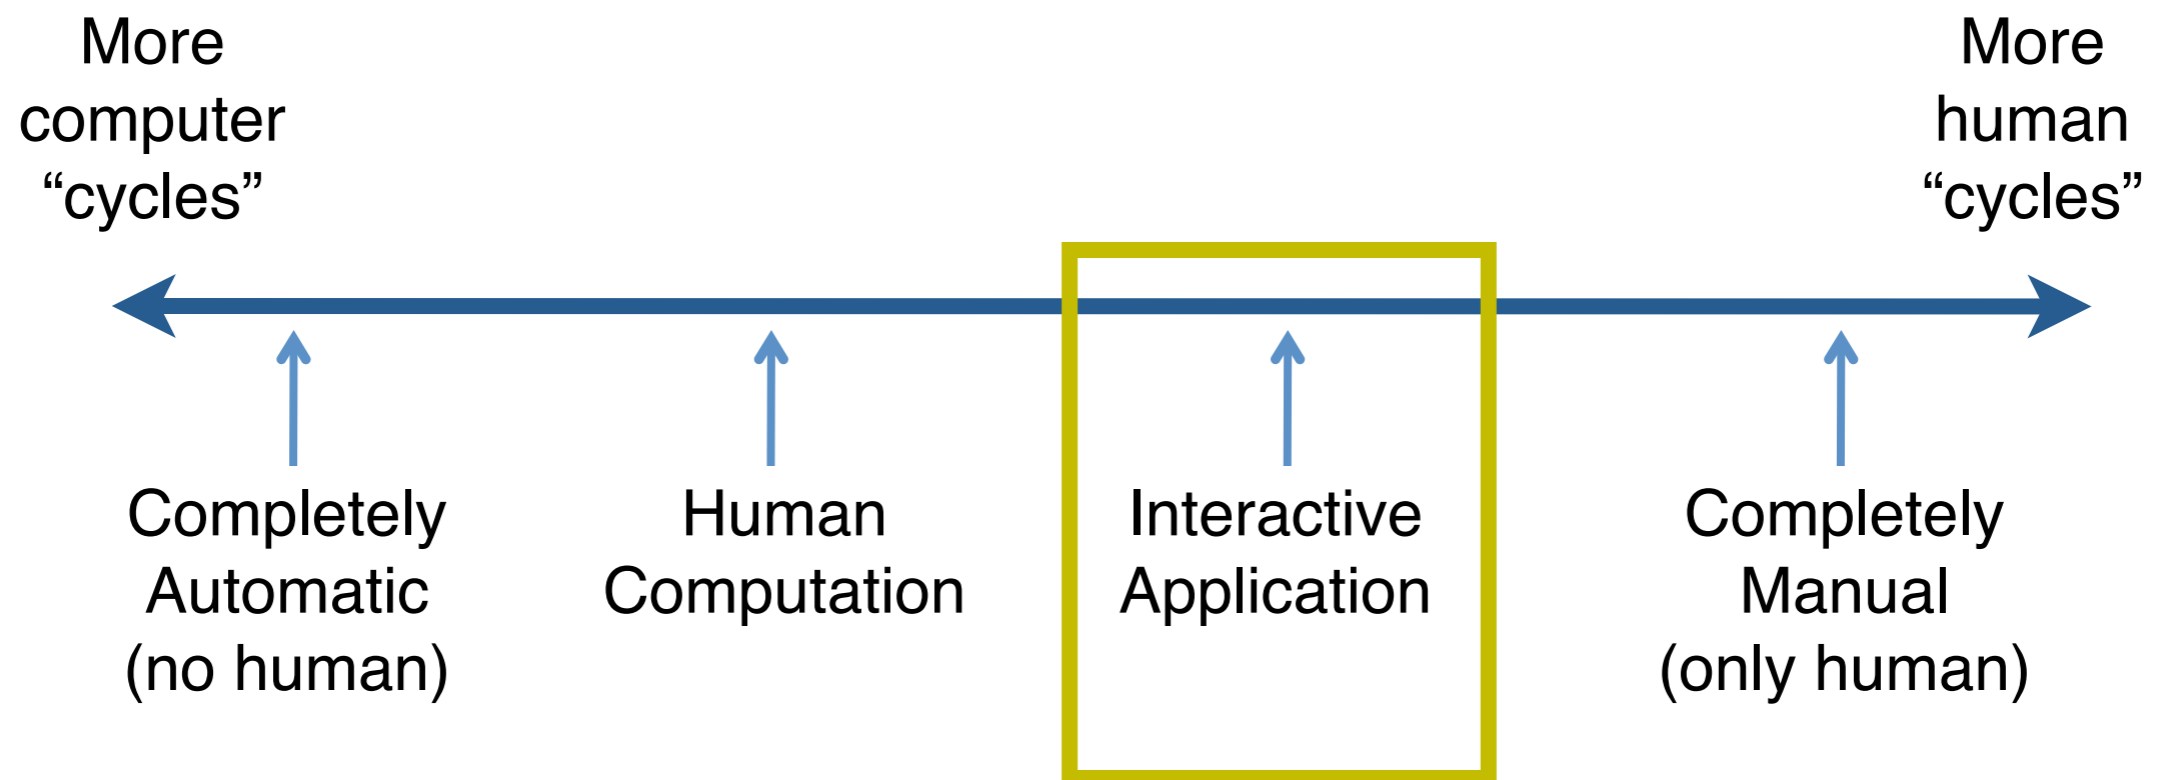 More
computer
“cycles”
More
human
“cycles”
Completely
Automatic
(no human)
Human
Computation
Interactive
Application
Completely
Manual
(only human)